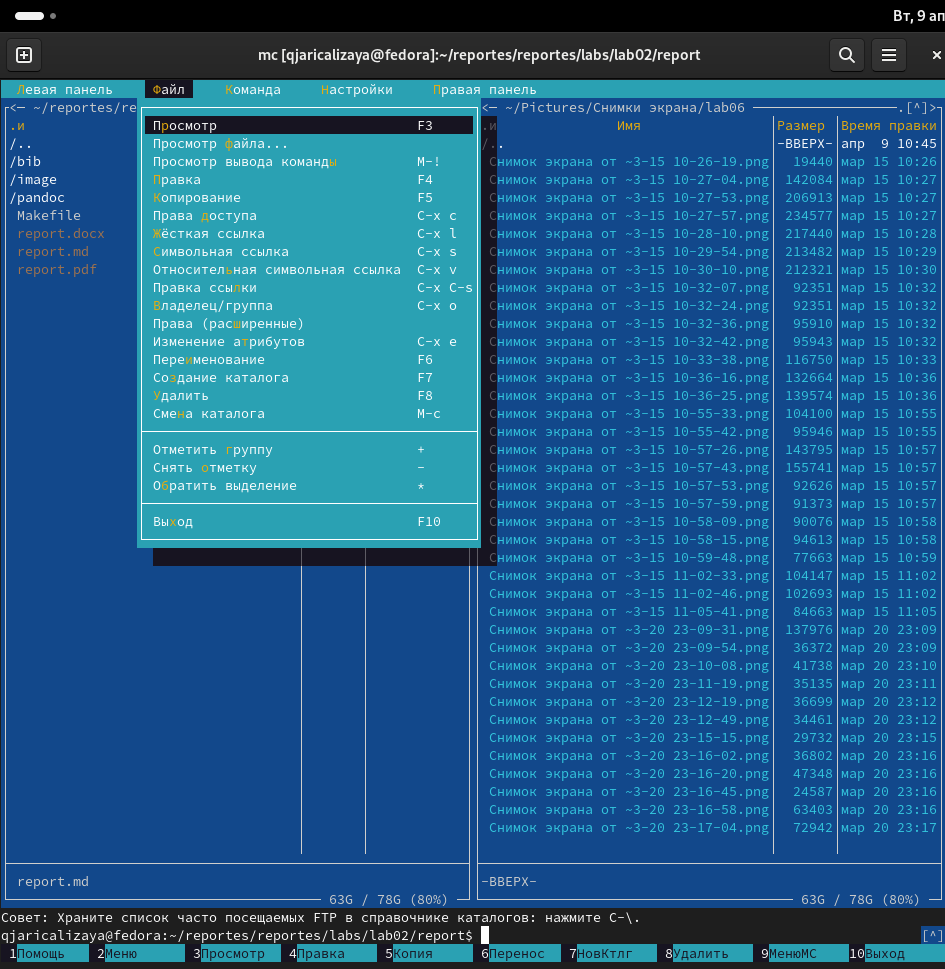 Вт, 9 ап
mc [qjaricalizaya@fedora]:~/reportes/reportes/labs/lab02/report
Левая панель Файл Команда Настройки Правая панель
<─ ~/reportes/re
.и
/..
/bib
/image
/pandoc
Makefile
report.docx
report.md
report.pdf
Просмотр F3
Просмотр файла...
Просмотр вывода команды M-!
Правка F4
Копирование F5
Права доступа C-x c
Жёсткая ссылка C-x l
Символьная ссылка C-x s
Относительная символьная ссылка C-x v
Правка ссылки C-x C-s
Владелец/группа C-x o
Права (расширенные)
Изменение атрибутов C-x e
Переименование F6
Создание каталога F7
Удалить F8
Смена каталога M-c
Отметить группу +
Снять отметку -
Обратить выделение *
Выход F10
<─ ~/Pictures/Снимки экрана/lab06 .[^]>
.и Имя Размер Время правки
/.. -ВВЕРХ- апр 9 10:45
Снимок экрана от ~3-15 10-26-19.png 19440 мар 15 10:26
Снимок экрана от ~3-15 10-27-04.png 142084 мар 15 10:27
Снимок экрана от ~3-15 10-27-53.png 206913 мар 15 10:27
Снимок экрана от ~3-15 10-27-57.png 234577 мар 15 10:27
Снимок экрана от ~3-15 10-28-10.png 217440 мар 15 10:28
Снимок экрана от ~3-15 10-29-54.png 213482 мар 15 10:29
Снимок экрана от ~3-15 10-30-10.png 212321 мар 15 10:30
Снимок экрана от ~3-15 10-32-07.png 92351 мар 15 10:32
Снимок экрана от ~3-15 10-32-24.png 92351 мар 15 10:32
Снимок экрана от ~3-15 10-32-36.png 95910 мар 15 10:32
Снимок экрана от ~3-15 10-32-42.png 95943 мар 15 10:32
Снимок экрана от ~3-15 10-33-38.png 116750 мар 15 10:33
Снимок экрана от ~3-15 10-36-16.png 132664 мар 15 10:36
Снимок экрана от ~3-15 10-36-25.png 139574 мар 15 10:36
Снимок экрана от ~3-15 10-55-33.png 104100 мар 15 10:55
Снимок экрана от ~3-15 10-55-42.png 95946 мар 15 10:55
Снимок экрана от ~3-15 10-57-26.png 143795 мар 15 10:57
Снимок экрана от ~3-15 10-57-43.png 155741 мар 15 10:57
Снимок экрана от ~3-15 10-57-53.png 92626 мар 15 10:57
Снимок экрана от ~3-15 10-57-59.png 91373 мар 15 10:57
Снимок экрана от ~3-15 10-58-09.png 90076 мар 15 10:58
Снимок экрана от ~3-15 10-58-15.png 94613 мар 15 10:58
Снимок экрана от ~3-15 10-59-48.png 77663 мар 15 10:59
Снимок экрана от ~3-15 11-02-33.png 104147 мар 15 11:02
Снимок экрана от ~3-15 11-02-46.png 102693 мар 15 11:02
Снимок экрана от ~3-15 11-05-41.png 84663 мар 15 11:05
Снимок экрана от ~3-20 23-09-31.png 137976 мар 20 23:09
Снимок экрана от ~3-20 23-09-54.png 36372 мар 20 23:09
Снимок экрана от ~3-20 23-10-08.png 41738 мар 20 23:10
Снимок экрана от ~3-20 23-11-19.png 35135 мар 20 23:11
Снимок экрана от ~3-20 23-12-19.png 36699 мар 20 23:12
Снимок экрана от ~3-20 23-12-49.png 34461 мар 20 23:12
Снимок экрана от ~3-20 23-15-15.png 29732 мар 20 23:15
Снимок экрана от ~3-20 23-16-02.png 36802 мар 20 23:16
Снимок экрана от ~3-20 23-16-20.png 47348 мар 20 23:16
Снимок экрана от ~3-20 23-16-45.png 24587 мар 20 23:16
Снимок экрана от ~3-20 23-16-58.png 63403 мар 20 23:16
Снимок экрана от ~3-20 23-17-04.png 72942 мар 20 23:17
report.md -ВВЕРХ-
63G / 78G (80%) 63G / 78G (80%)
Совет: Храните список часто посещаемых FTP в справочнике каталогов: нажмите C-\.
qjaricalizaya@fedora:~/reportes/reportes/labs/lab02/report$ [^]
1Помощь 2Меню 3Просмотр 4Правка 5Копия 6Перенос 7НовКтлг 8Удалить 9МенюMC 10Выход